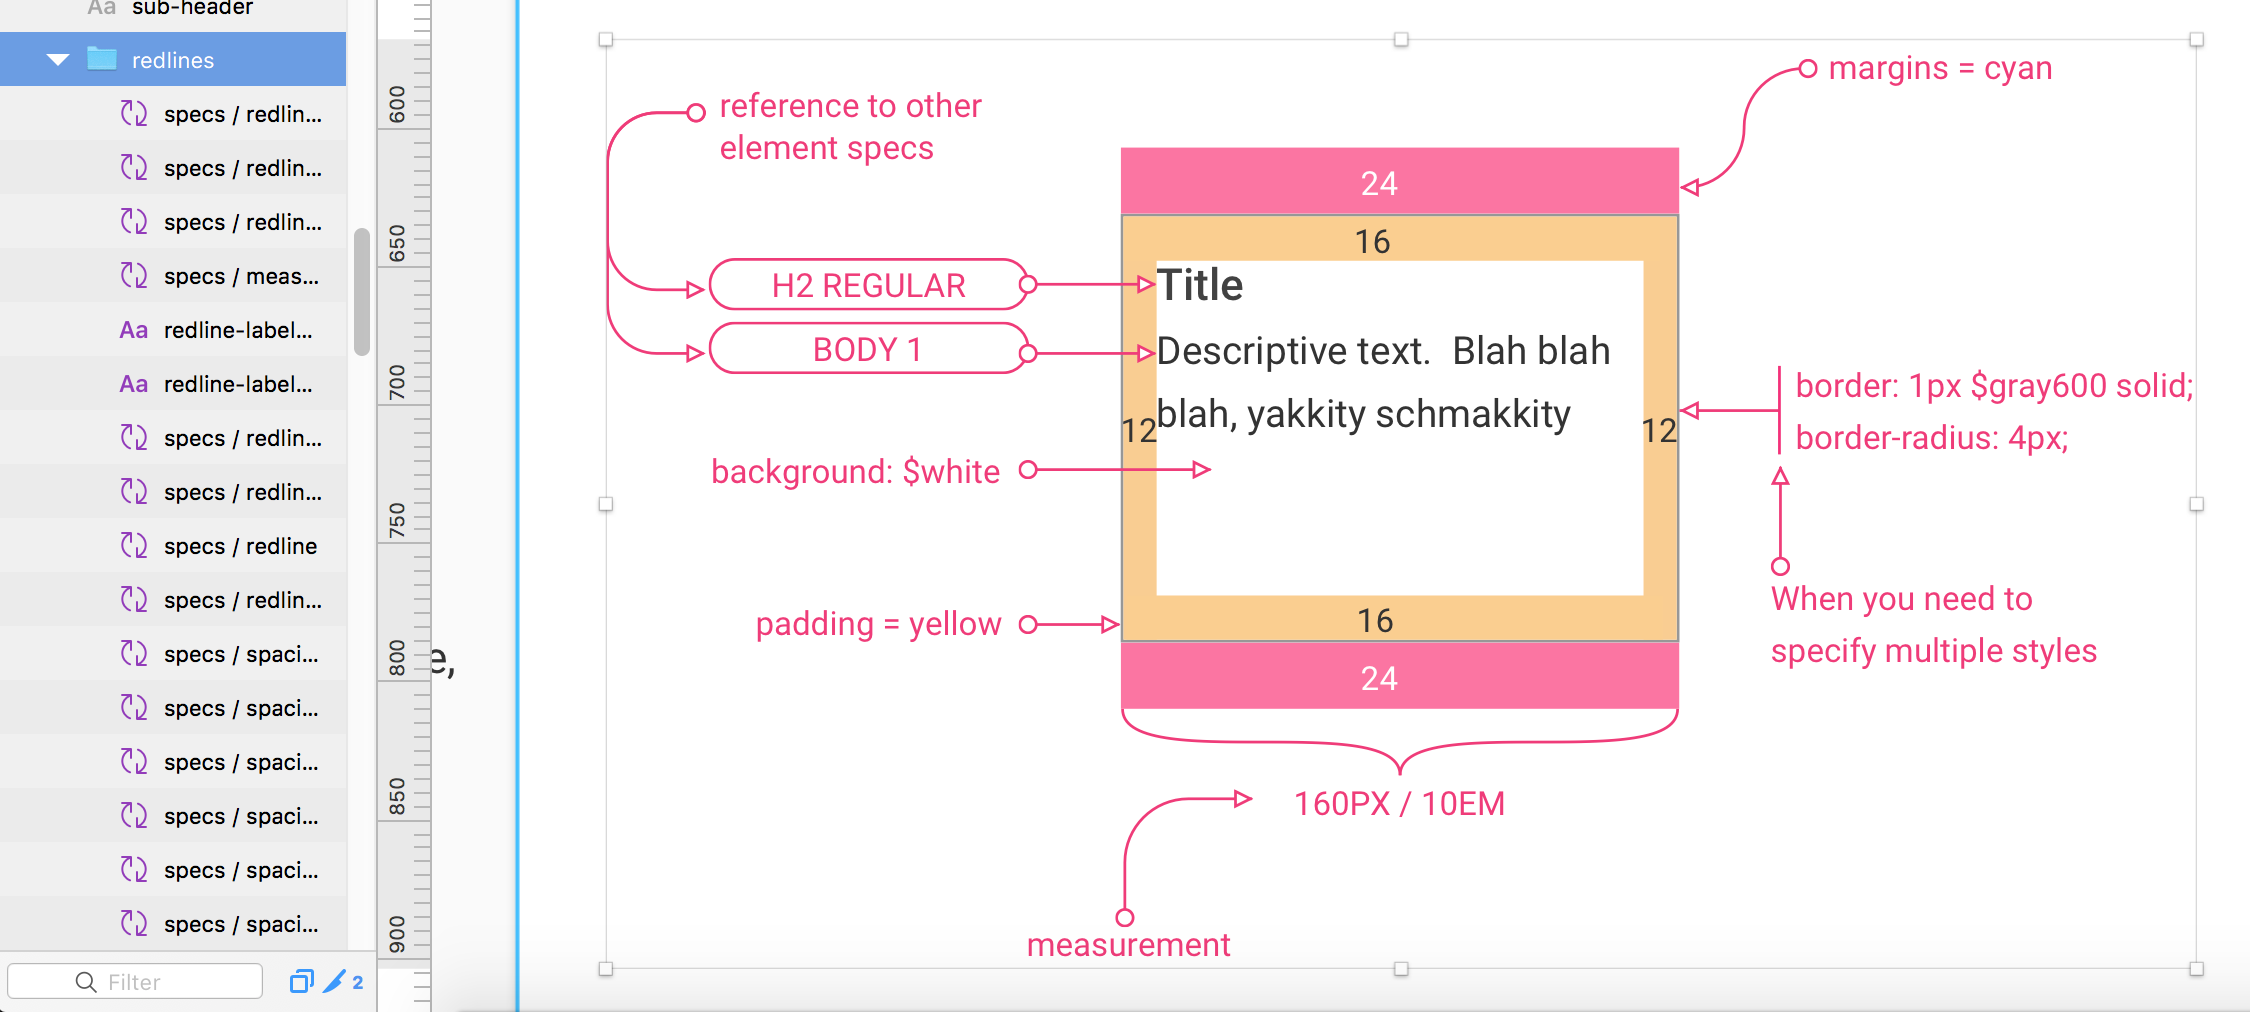 Aa sub-header
redlines
specs / redlin...
specs / redlin...
specs / redlin...
specs / meas...
Aa redline-label...
Aa redline-label...
specs / redlin...
specs / redlin...
specs / redline
specs / redlin...
specs / spaci...
specs / spaci...
specs / spaci...
specs / spaci...
specs / spaci...
specs / spaci...
Filter
2
600
650
700
750
800
850
900
e,
reference to other
element specs
margins = cyan
24
16
H2 REGULAR
Title
BODY 1
Descriptive text.  Blah blah
blah, yakkity schmakkity
12
12
border: 1px $gray600 solid;
border-radius: 4px;
background: $white
When you need to
specify multiple styles
padding = yellow
16
24
160PX / 10EM
measurement